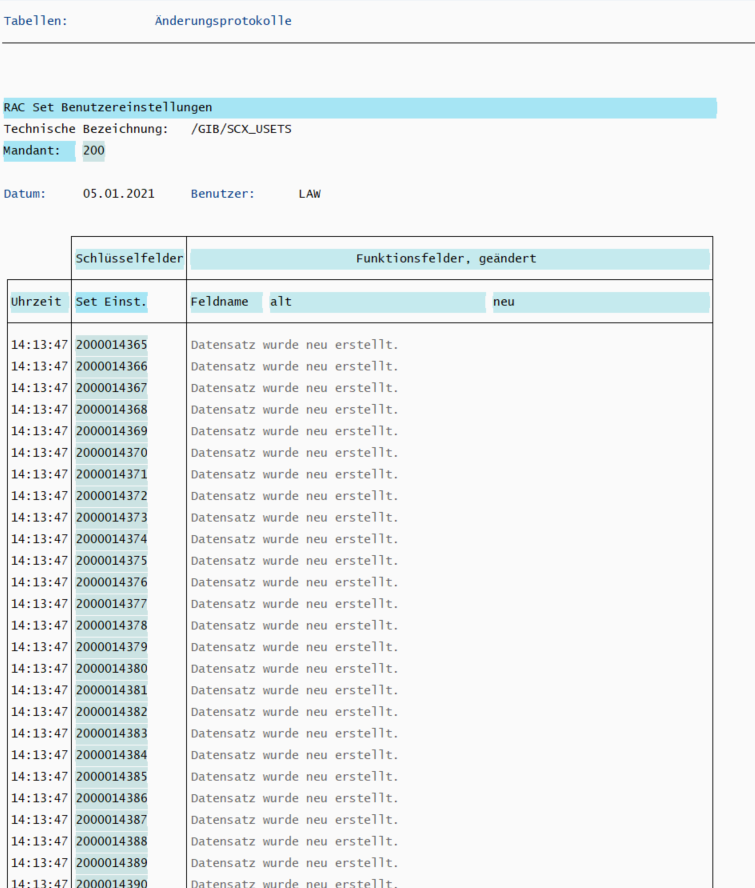 Tabellen: Änderungsprotokolle
RAC Set Benutzereinstellungen
Technische Bezeichnung: /GIB/SCX_USETS
Mandant: 200
Datum: 05.01.2021 Benutzer: LAW
Schlüsselfelder Funktionsfelder, geändert
Uhrzeit Set Einst. Feldname alt neu
14:13:47 2000014365 Datensatz wurde neu erstellt.
14:13:47 2000014366 Datensatz wurde neu erstellt.
14:13:47 2000014367 Datensatz wurde neu erstellt.
14:13:47 2000014368 Datensatz wurde neu erstellt.
14:13:47 2000014369 Datensatz wurde neu erstellt.
14:13:47 2000014370 Datensatz wurde neu erstellt.
14:13:47 2000014371 Datensatz wurde neu erstellt.
14:13:47 2000014372 Datensatz wurde neu erstellt.
14:13:47 2000014373 Datensatz wurde neu erstellt.
14:13:47 2000014374 Datensatz wurde neu erstellt.
14:13:47 2000014375 Datensatz wurde neu erstellt.
14:13:47 2000014376 Datensatz wurde neu erstellt.
14:13:47 2000014377 Datensatz wurde neu erstellt.
14:13:47 2000014378 Datensatz wurde neu erstellt.
14:13:47 2000014379 Datensatz wurde neu erstellt.
14:13:47 2000014380 Datensatz wurde neu erstellt.
14:13:47 2000014381 Datensatz wurde neu erstellt.
14:13:47 2000014382 Datensatz wurde neu erstellt.
14:13:47 2000014383 Datensatz wurde neu erstellt.
14:13:47 2000014384 Datensatz wurde neu erstellt.
14:13:47 2000014385 Datensatz wurde neu erstellt.
14:13:47 2000014386 Datensatz wurde neu erstellt.
14:13:47 2000014387 Datensatz wurde neu erstellt.
14:13:47 2000014388 Datensatz wurde neu erstellt.
14:13:47 2000014389 Datensatz wurde neu erstellt.
14:13:47 2000014390 Datensatz wurde neu erstellt.